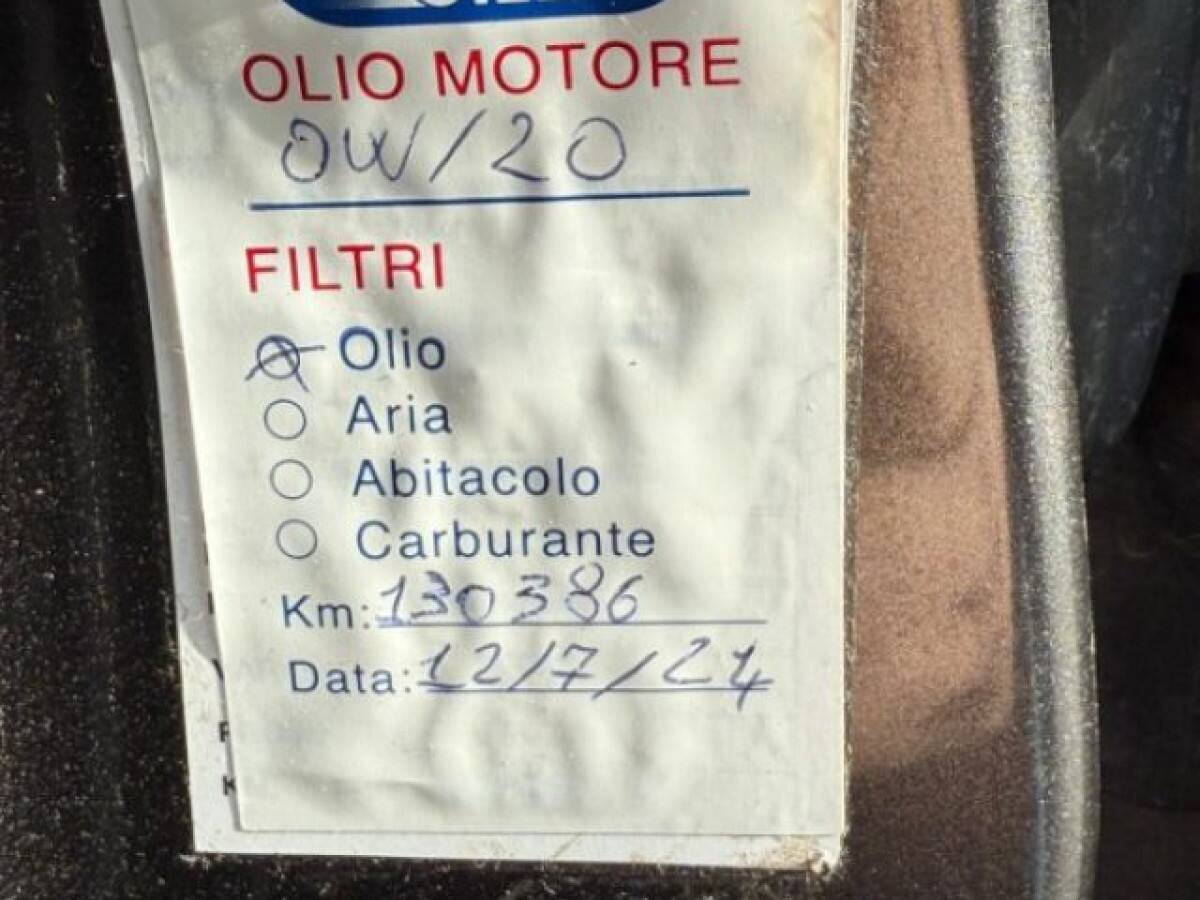 OLIO MOTORE
0W/20
FILTRI
Olio
Aria
Abitacolo
Carburante
Km: 130386
Data: 12/7/24